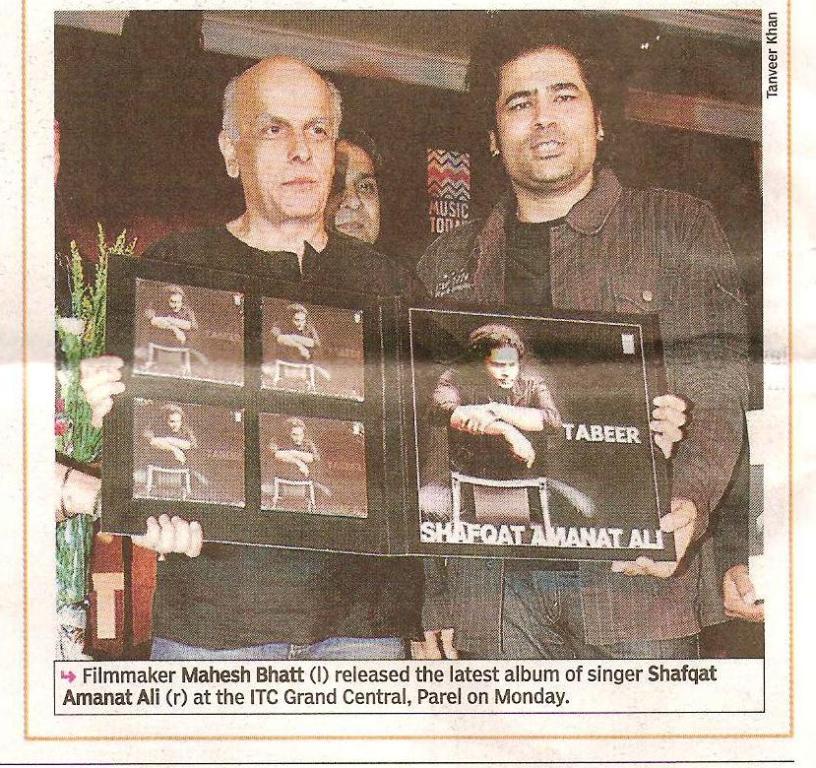 Tanveer Khan
MUSIC
TODAY
TABEER
SHAFQAT AMANAT ALI
↳ Filmmaker Mahesh Bhatt (l) released the latest album of singer Shafqat
Amanat Ali (r) at the ITC Grand Central, Parel on Monday.